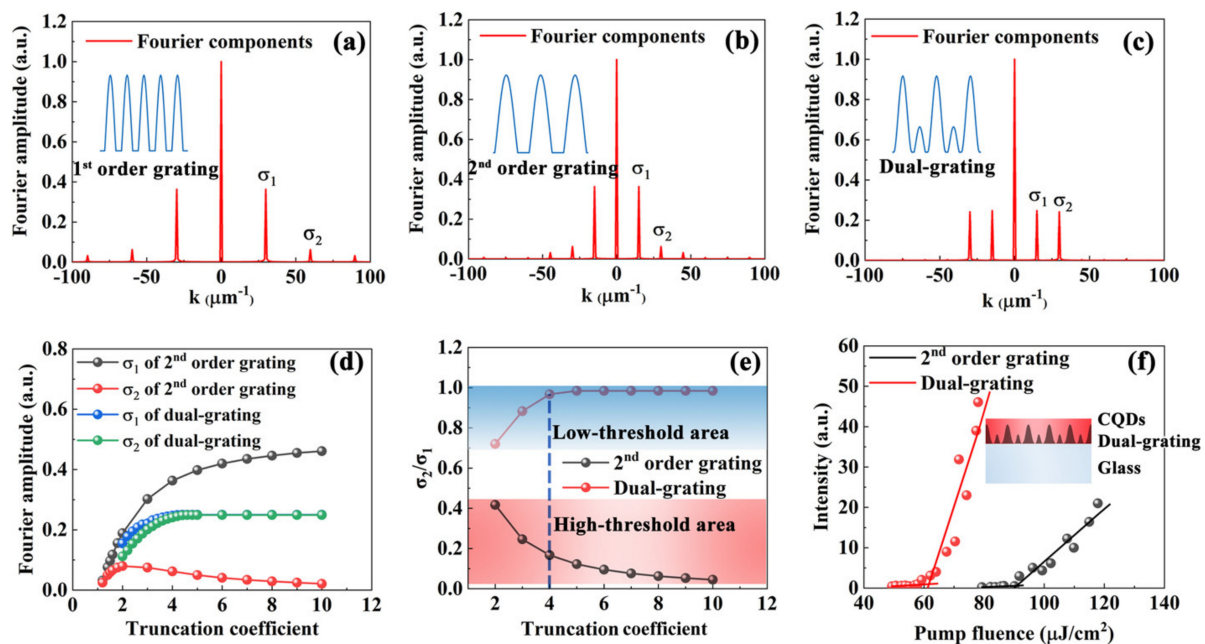 1.2
1.0
0.8
0.6
0.4
0.2
0.0
Fourier amplitude (a.u.)
Fourier components
(a)
1st order grating
σ1
σ2
-100 -50 0 50 100
k (μm-1)
1.2
1.0
0.8
0.6
0.4
0.2
0.0
Fourier amplitude (a.u.)
Fourier components
(b)
2nd order grating
σ1
σ2
-100 -50 0 50 100
k (μm-1)
1.2
1.0
0.8
0.6
0.4
0.2
0.0
Fourier amplitude (a.u.)
Fourier components
(c)
Dual-grating
σ1
σ2
-100 -50 0 50 100
k (μm-1)
0.8
0.6
0.4
0.2
0.0
Fourier amplitude (a.u.)
(d)
σ1 of 2nd order grating
σ2 of 2nd order grating
σ1 of dual-grating
σ2 of dual-grating
0 2 4 6 8 10 12
Truncation coefficient
1.2
1.0
0.8
0.6
0.4
0.2
0.0
σ2/σ1
(e)
Low-threshold area
2nd order grating
Dual-grating
High-threshold area
2 4 6 8 10 12
Truncation coefficient
60
50
40
30
20
10
0
Intensity (a.u.)
2nd order grating
Dual-grating
(f)
CQDs
Dual-grating
Glass
40 60 80 100 120 140
Pump fluence (μJ/cm2)